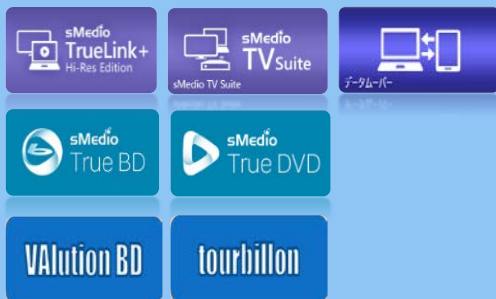 sMedio
TrueLink+
Hi-Res Edition
sMedio
TV Suite
sMedio TV Suite
データムーバー
sMedio
True BD
sMedio
True DVD
VAlution BD
tourbillon